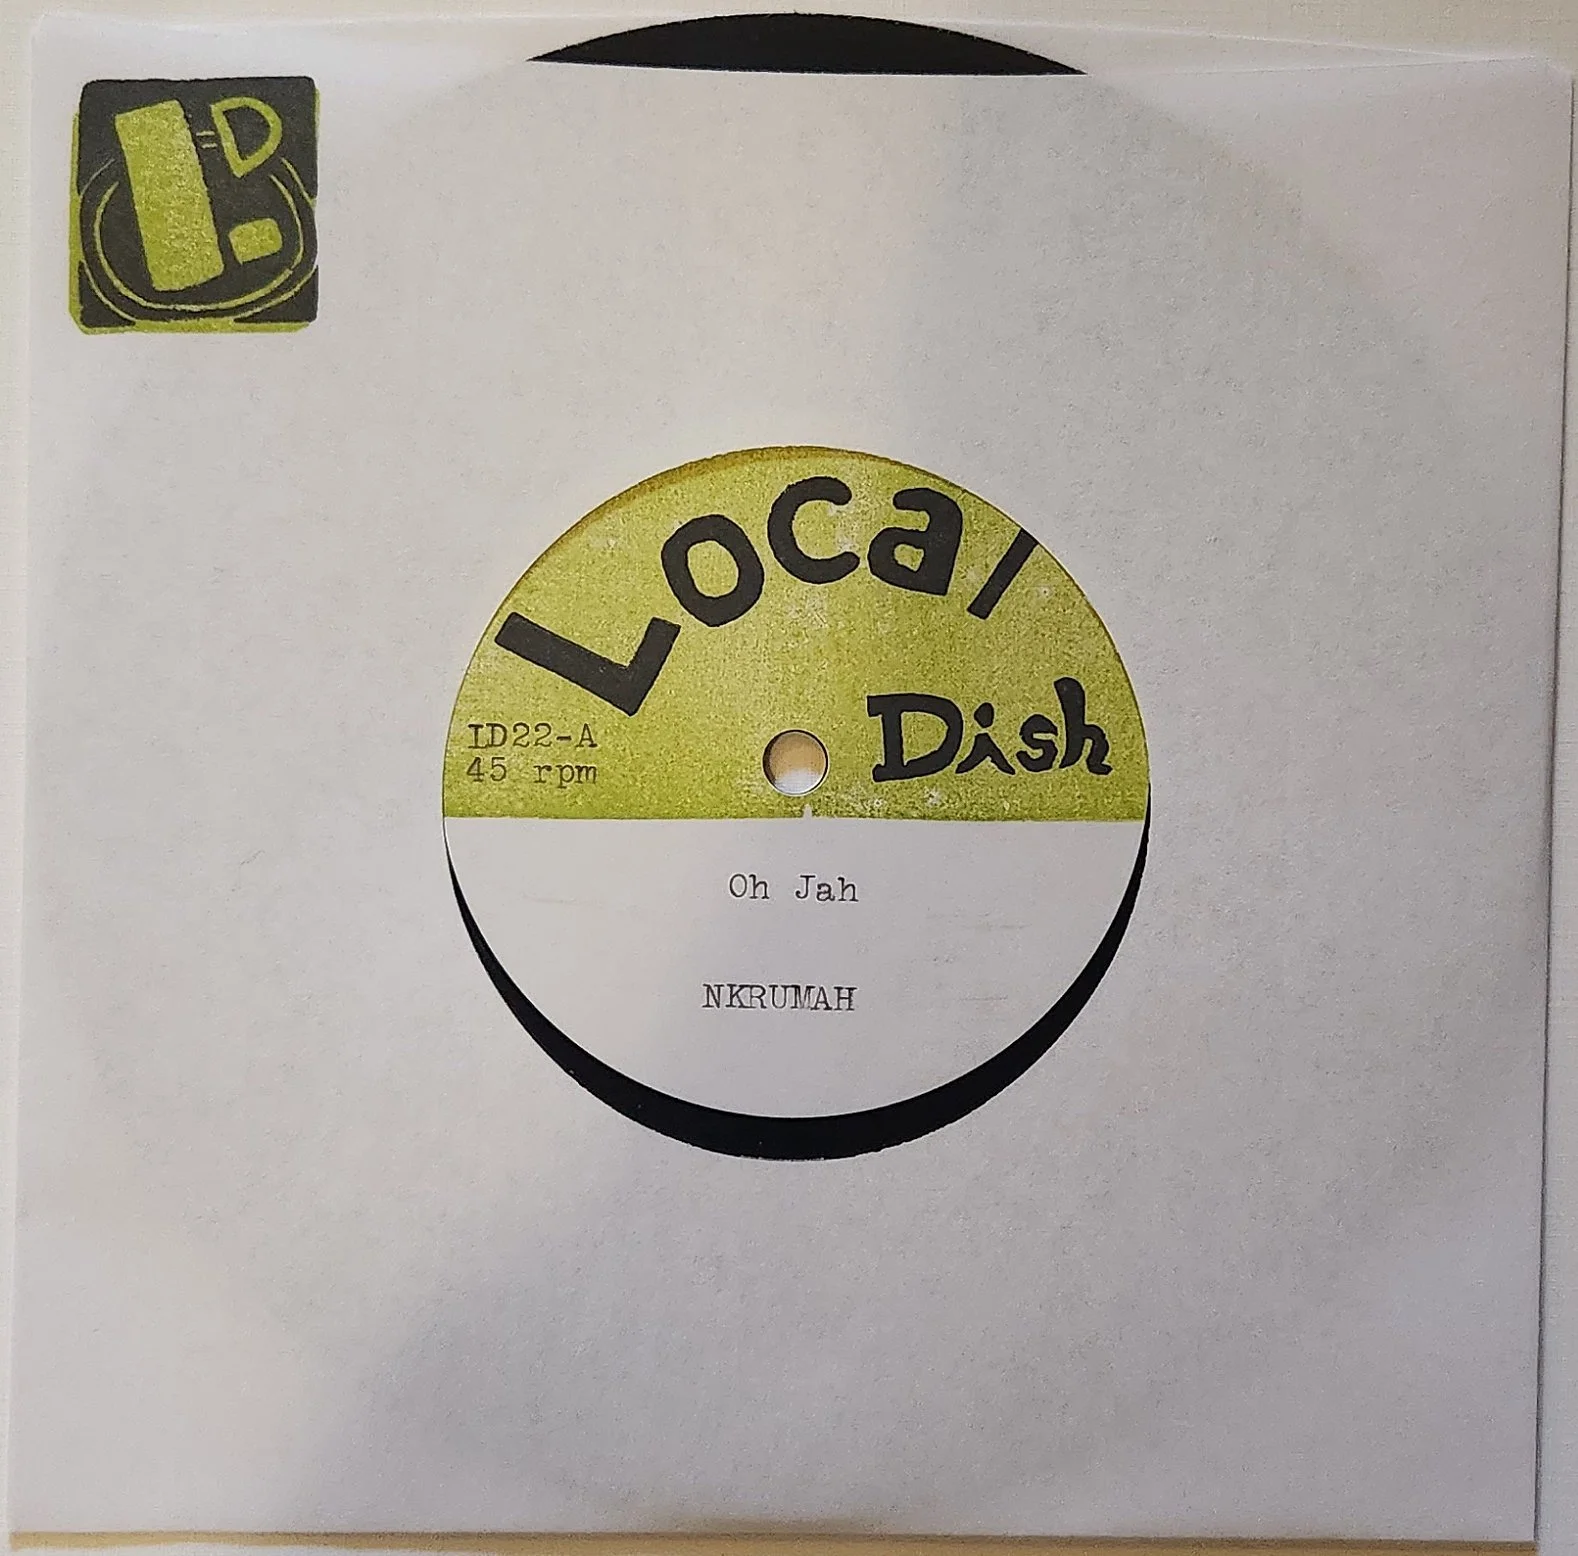 D
Local
Dish
LD22-A
45 rpm
Oh Jah
NKRUMAH